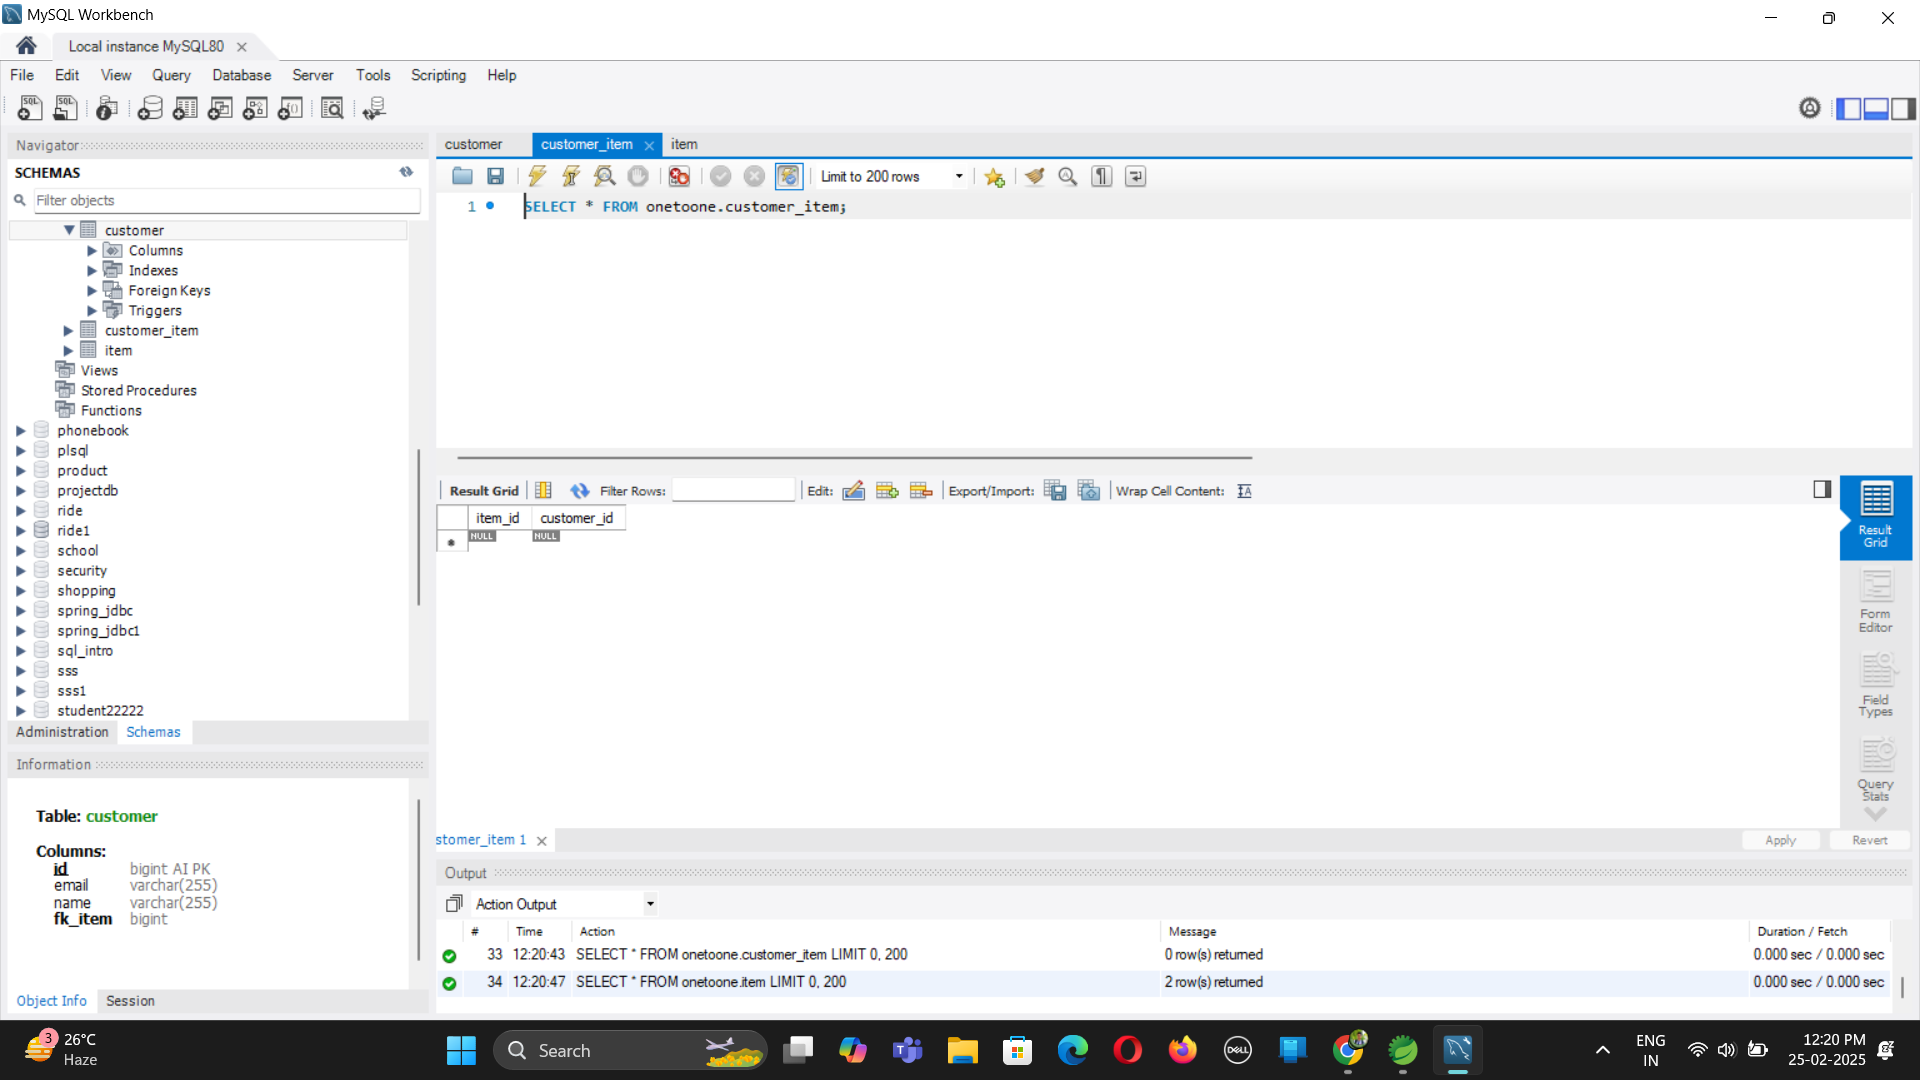 MySQL Workbench
Local instance MySQL80
File Edit View Query Database Server Tools Scripting Help
Navigator
SCHEMAS
Filter objects
customer
Columns
Indexes
Foreign Keys
Triggers
customer_item
item
Views
Stored Procedures
Functions
phonebook
plsql
product
projectdb
ride
ride1
school
security
shopping
spring_jdbc
spring_jdbc1
sql_intro
sss
sss1
student22222
Administration Schemas
Information
Table: customer
Columns:
id bigint AI PK
email varchar(255)
name varchar(255)
fk_item bigint
Object Info Session
customer customer_item item
Limit to 200 rows
1 SELECT * FROM onetoone.customer_item;
Result Grid Filter Rows: Edit: Export/Import: Wrap Cell Content:
item_id customer_id
NULL NULL
Result
Grid
Form
Editor
Field
Types
Query
Stats
stomer_item 1
Apply Revert
Output
Action Output
# Time Action Message Duration / Fetch
33 12:20:43 SELECT * FROM onetoone.customer_item LIMIT 0, 200 0 row(s) returned 0.000 sec / 0.000 sec
34 12:20:47 SELECT * FROM onetoone.item LIMIT 0, 200 2 row(s) returned 0.000 sec / 0.000 sec
3
26°C
Haze
Search
DELL
ENG
IN
12:20 PM
25-02-2025